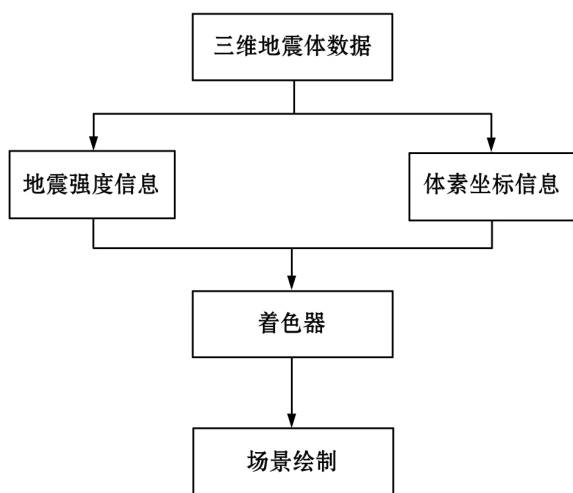 三维地震体数据
地震强度信息
体素坐标信息
着色器
场景绘制